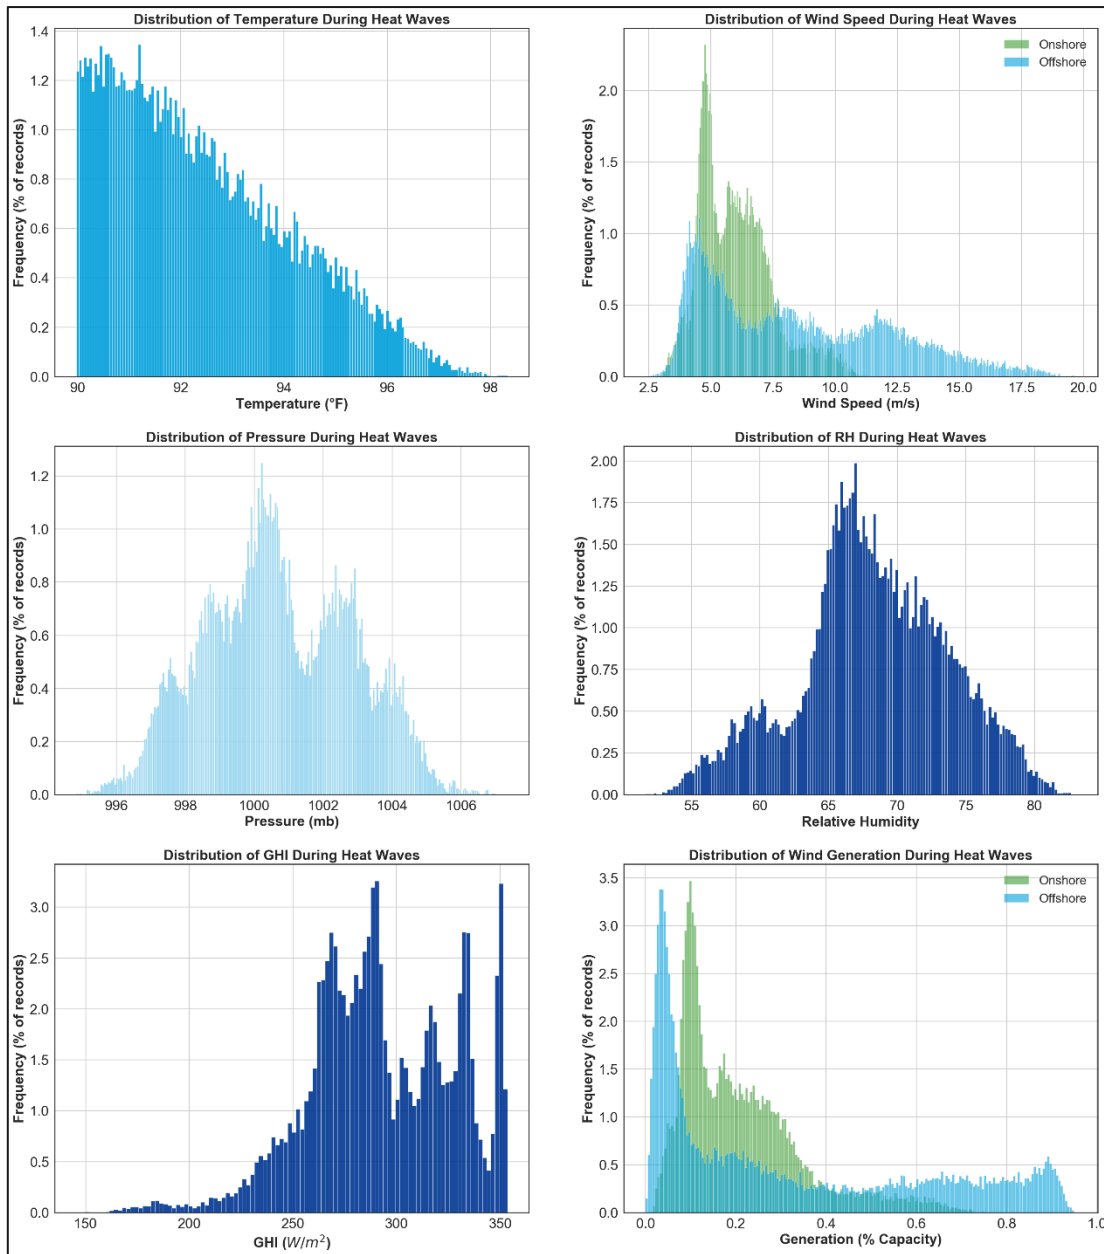 Distribution of Temperature During Heat Waves
Frequency (% of records)
1.4
1.2
1.0
0.8
0.6
0.4
0.2
0.0
90 92 94 96 98
Temperature (°F)
Distribution of Wind Speed During Heat Waves
Onshore
Offshore
Frequency (% of records)
2.0
1.5
1.0
0.5
0.0
2.5 5.0 7.5 10.0 12.5 15.0 17.5 20.0
Wind Speed (m/s)
Distribution of Pressure During Heat Waves
Frequency (% of records)
1.2
1.0
0.8
0.6
0.4
0.2
0.0
996 998 1000 1002 1004 1006
Pressure (mb)
Distribution of RH During Heat Waves
Frequency (% of records)
2.00
1.75
1.50
1.25
1.00
0.75
0.50
0.25
0.00
55 60 65 70 75 80
Relative Humidity
Distribution of GHI During Heat Waves
Frequency (% of records)
3.0
2.5
2.0
1.5
1.0
0.5
0.0
150 200 250 300 350
GHI (W/m²)
Distribution of Wind Generation During Heat Waves
Onshore
Offshore
Frequency (% of records)
3.5
3.0
2.5
2.0
1.5
1.0
0.5
0.0
0.0 0.2 0.4 0.6 0.8 1.0
Generation (% Capacity)